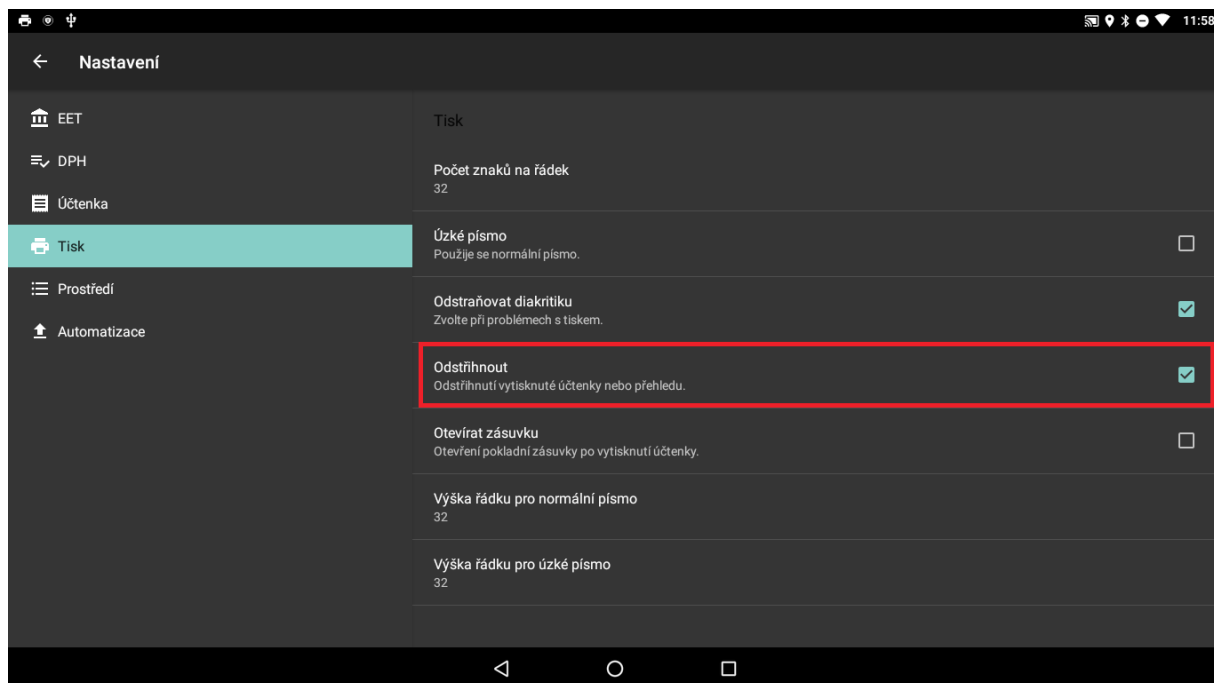 11:58
Nastavení
EET
DPH
Účtenka
Tisk
Prostředí
Automatizace
Tisk
Počet znaků na řádek
32
Úzké písmo
Použije se normální písmo.
Odstraňovat diakritiku
Zvolte při problémech s tiskem.
Odstřihnout
Odstřihnutí vytisknuté účtenky nebo přehledu.
Otevírat zásuvku
Otevření pokladní zásuvky po vytisknutí účtenky.
Výška řádku pro normální písmo
32
Výška řádku pro úzké písmo
32